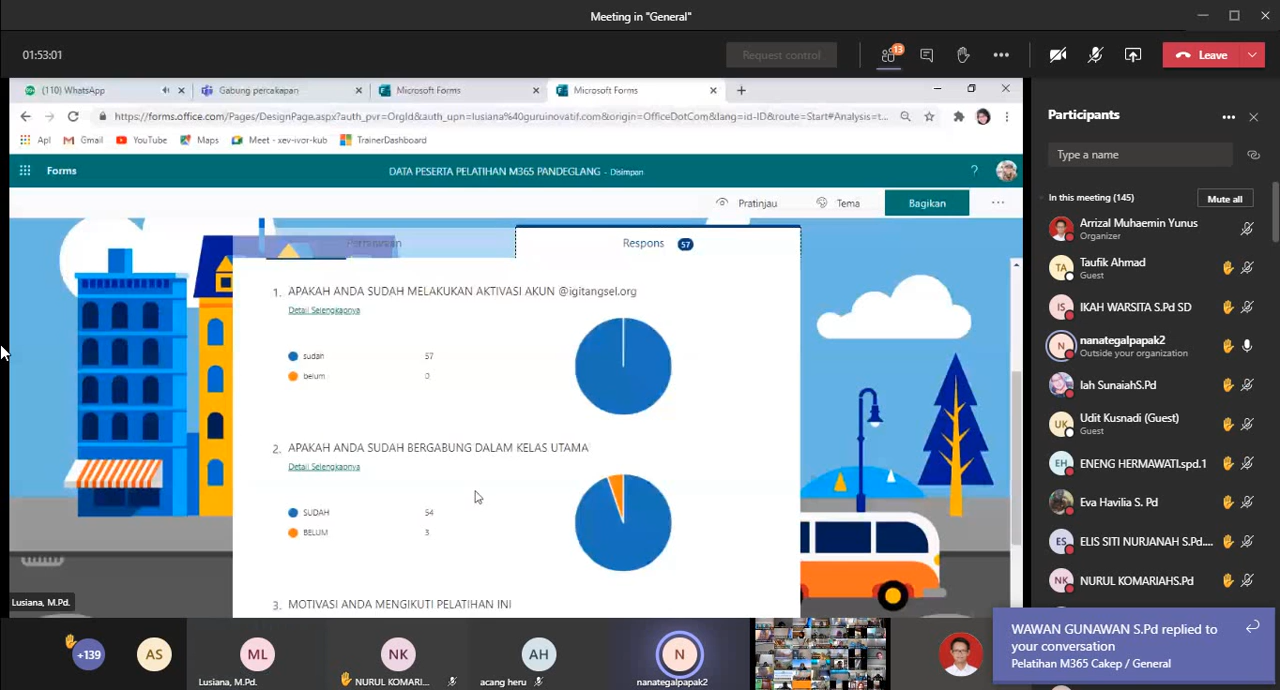 Meeting in "General"
01:53:01
Request control
13
Leave
(110) WhatsApp
Gabung percakapan
Microsoft Forms
Microsoft Forms
https://forms.office.com/Pages/DesignPage.aspx?auth_pvr=OrgId&auth_upn=lusiana%40guruinovatif.com&origin=OfficeDotCom&lang=id-ID&route=Start#Analysis=t...
Apl
Gmail
YouTube
Maps
Meet - xev-ivor-kub
TrainerDashboard
Forms
DATA PESERTA PELATIHAN M365 PANDEGLANG - Disimpan
?
Pratinjau
Tema
Bagikan
Respons 57
1. APAKAH ANDA SUDAH MELAKUKAN AKTIVASI AKUN @igitangsel.org
Detail Selengkapnya
sudah 57
belum 0
2. APAKAH ANDA SUDAH BERGABUNG DALAM KELAS UTAMA
Detail Selengkapnya
SUDAH 54
BELUM 3
3. MOTIVASI ANDA MENGIKUTI PELATIHAN INI
Lusiana, M.Pd.
Participants
Type a name
In this meeting (145)
Mute all
Arrizal Muhaemin Yunus
Organizer
TA
Taufik Ahmad
Guest
IS
IKAH WARSITA S.Pd SD
N
nanategalpapak2
Outside your organization
Iah SunaiahS.Pd
UK
Udit Kusnadi (Guest)
Guest
EH
ENENG HERMAWATI.spd.1
Eva Havilia S. Pd
ES
ELIS SITI NURJANAH S.Pd....
NK
NURUL KOMARIAHS.Pd
+139
AS
ML
Lusiana, M.Pd.
NK
NURUL KOMARI...
AH
acang heru
N
nanategalpapak2
WAWAN GUNAWAN S.Pd replied to
your conversation
Pelatihan M365 Cakep / General